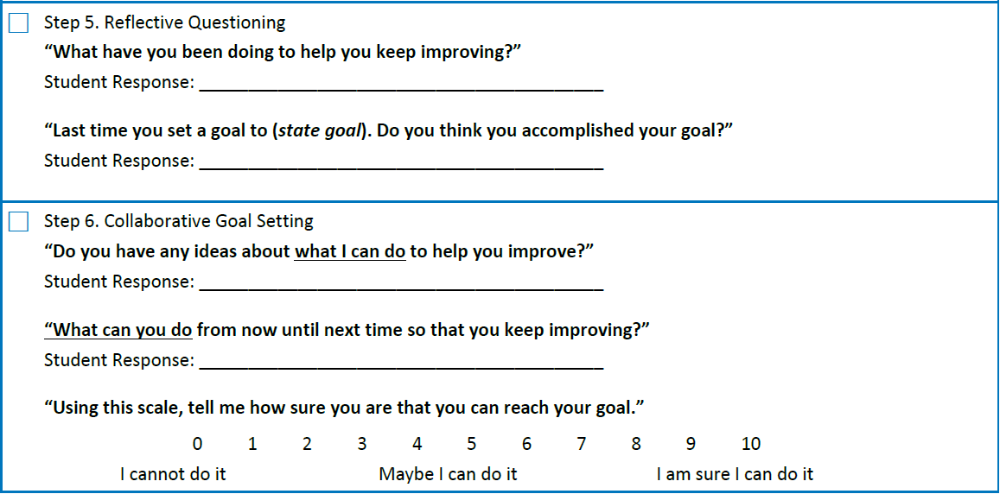 Step 5. Reflective Questioning
“What have you been doing to help you keep improving?”
Student Response: ________________________________________
“Last time you set a goal to (state goal). Do you think you accomplished your goal?”
Student Response: ________________________________________
Step 6. Collaborative Goal Setting
“Do you have any ideas about what I can do to help you improve?”
Student Response: ________________________________________
“What can you do from now until next time so that you keep improving?”
Student Response: ________________________________________
“Using this scale, tell me how sure you are that you can reach your goal.”
0 1 2 3 4 5 6 7 8 9 10
I cannot do it Maybe I can do it I am sure I can do it